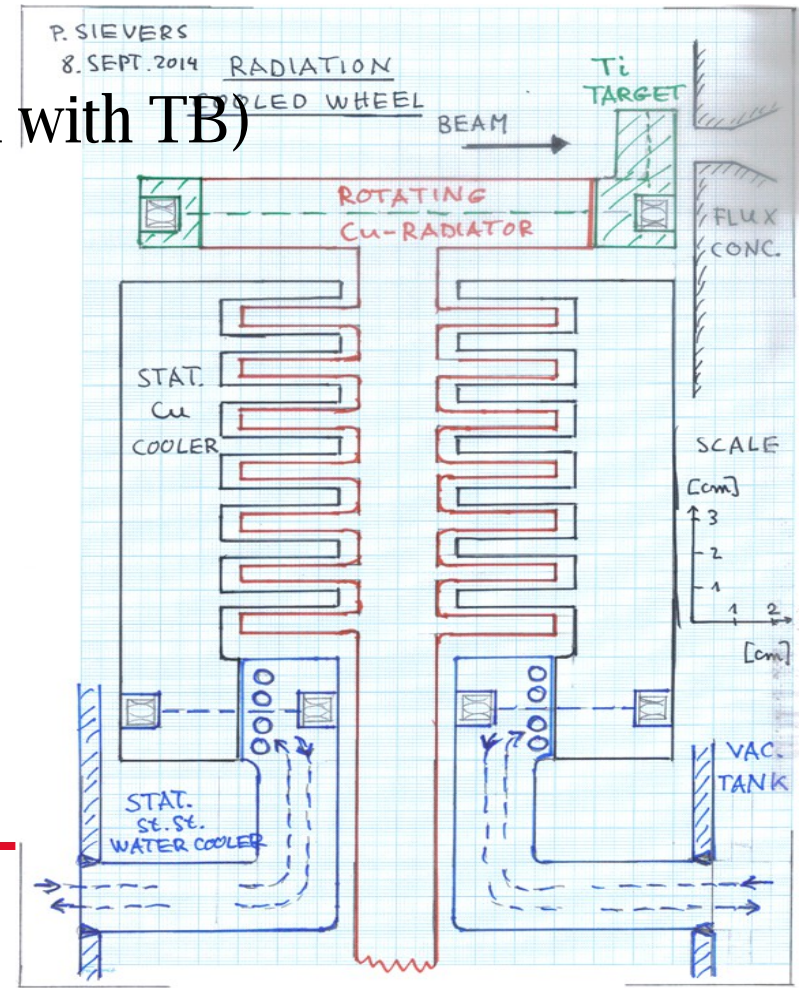 P. SIEVERS
8. SEPT. 2014
RADIATION
COOLED WHEEL
with TB)
BEAM
Ti
TARGET
ROTATING
Cu-RADIATOR
FLUX
CONC.
STAT.
Cu
COOLER
SCALE
[cm]
3
2
1
1 2
[cm]
VAC.
TANK
STAT.
St. St.
WATER COOLER